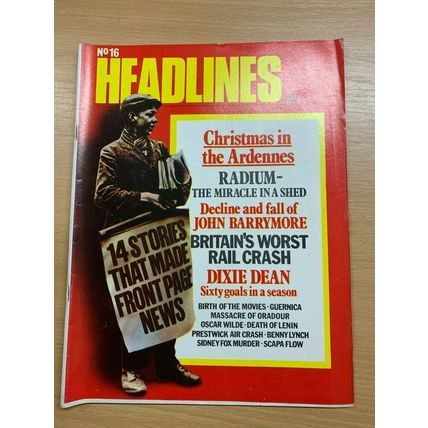 No 16
HEADLINES
Christmas in
the Ardennes
RADIUM-
THE MIRACLE IN A SHED
Decline and fall of
JOHN BARRYMORE
BRITAIN'S WORST
RAIL CRASH
DIXIE DEAN
Sixty goals in a season
BIRTH OF THE MOVIES · GUERNICA
MASSACRE OF ORADOUR
OSCAR WILDE · DEATH OF LENIN
PRESTWICK AIR CRASH · BENNY LYNCH
SIDNEY FOX MURDER · SCAPA FLOW
14 STORIES
THAT MADE
FRONT PAGE
NEWS